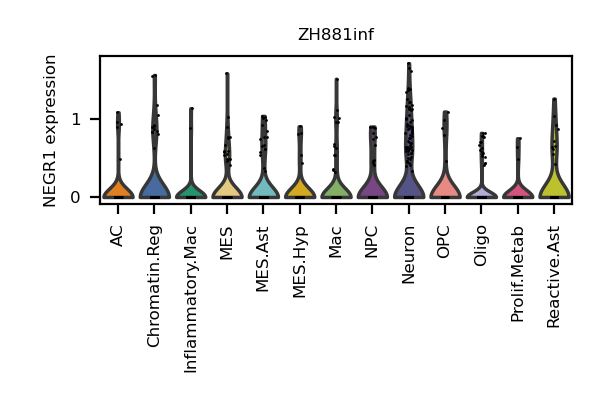 ZH881inf
NEGR1 expression
1
0
AC
Chromatin.Reg
Inflammatory.Mac
MES
MES.Ast
MES.Hyp
Mac
NPC
Neuron
OPC
Oligo
Prolif.Metab
Reactive.Ast